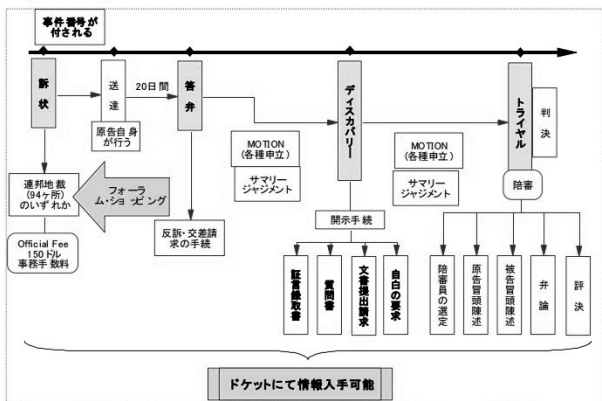 事件番号が
付される
訴状
送達
20日間
答弁
ディスカバリー
トライヤル
判決
原告自身
が行う
MOTION
(各種申立)
サマリー
ジャジメント
MOTION
(各種申立)
サマリー
ジャジメント
陪審
連邦地裁
(94ヶ所)
のいずれか
フォーラ
ム・ショッピング
反訴・交差請
求の手続
開示手続
Official Fee
150ドル
事務手数料
証言録取書
質問書
文書提出請求
自白の要求
陪審員の選定
原告冒頭陳述
被告冒頭陳述
弁論
評決
ドケットにて情報入手可能